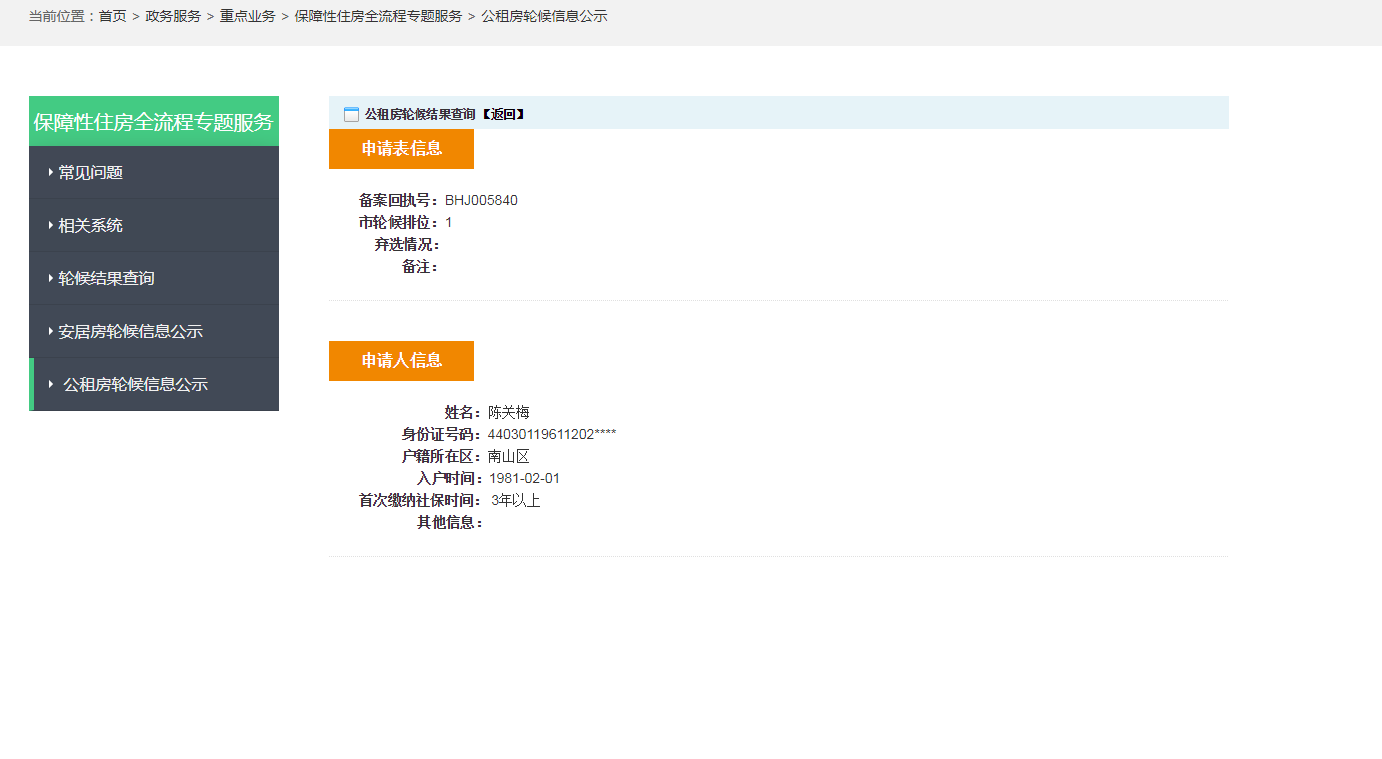 当前位置：首页 > 政务服务 > 重点业务 > 保障性住房全流程专题服务 > 公租房轮候信息公示
保障性住房全流程专题服务
常见问题
相关系统
轮候结果查询
安居房轮候信息公示
公租房轮候信息公示
公租房轮候结果查询【返回】
申请表信息
备案回执号：BHJ005840
市轮候排位：1
弃选情况：
备注：
申请人信息
姓名：陈关梅
身份证号码：44030119611202****
户籍所在区：南山区
入户时间：1981-02-01
首次缴纳社保时间：3年以上
其他信息：